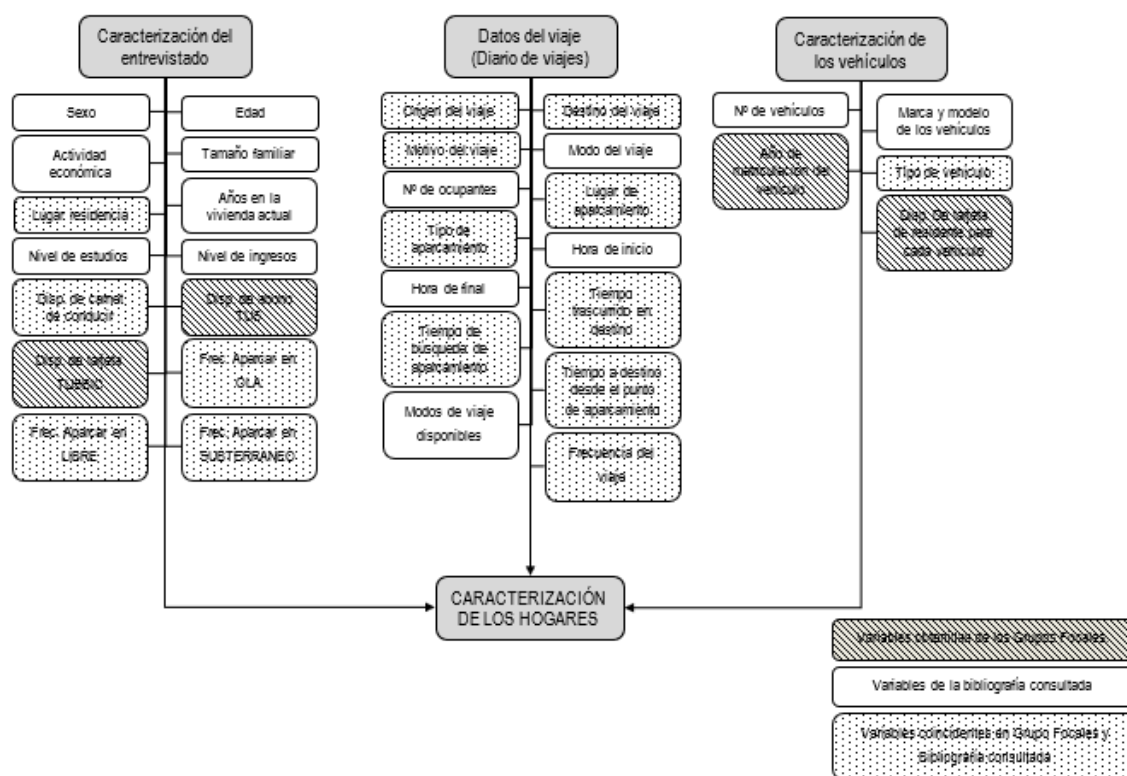 Caracterización del
entrevistado
Sexo
Edad
Actividad
económica
Tamaño familiar
Lugar residencia
Años en la
vivienda actual
Nivel de estudios
Nivel de ingresos
Disp. de carnet
de conducir
Disp. de abono
TUS
Disp. de tarjeta
TUSBIC
Frec. Aparcar en
OLA
Frec. Aparcar en
LIBRE
Frec. Aparcar en
SUBTERRANEO
Datos del viaje
(Diario de viajes)
Origen del viaje
Destino del viaje
Motivo del viaje
Modo del viaje
Nº de ocupantes
Lugar de
aparcamiento
Tipo de
aparcamiento
Hora de inicio
Hora de final
Tiempo
trascurrido en
destino
Tiempo de
búsqueda de
aparcamiento
Tiempo a destino
desde el punto
de aparcamiento
Modos de viaje
disponibles
Frecuencia del
viaje
Caracterización de
los vehículos
Nº de vehículos
Marca y modelo
de los vehículos
Año de
matriculación del
vehículo
Tipo de vehículo
Disp. De tarjeta
de residente para
cada vehículo
CARACTERIZACIÓN
DE LOS HOGARES
Variables obtenidas de los Grupos Focales
Variables de la bibliografía consultada
Variables coincidentes en Grupo Focales y
Bibliografía consultada